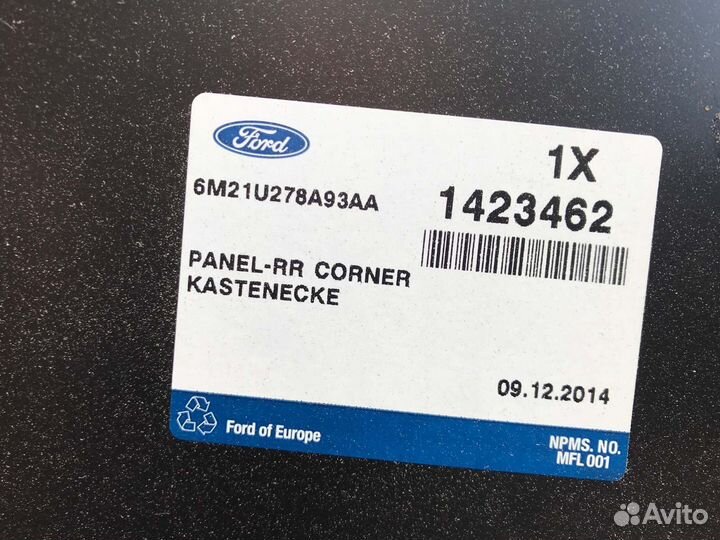 Ford
1X
6M21U278A93AA
1423462
PANEL-RR CORNER
KASTENECKE
09.12.2014
Ford of Europe
NPMS. NO.
MFL 001
Avito